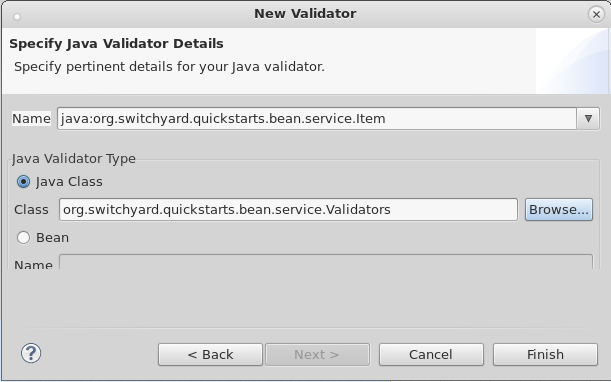 New Validator
Specify Java Validator Details
Specify pertinent details for your Java validator.
Name java:org.switchyard.quickstarts.bean.service.Item
Java Validator Type
Java Class
Class org.switchyard.quickstarts.bean.service.Validators Browse...
Bean
Name
< Back Next > Cancel Finish